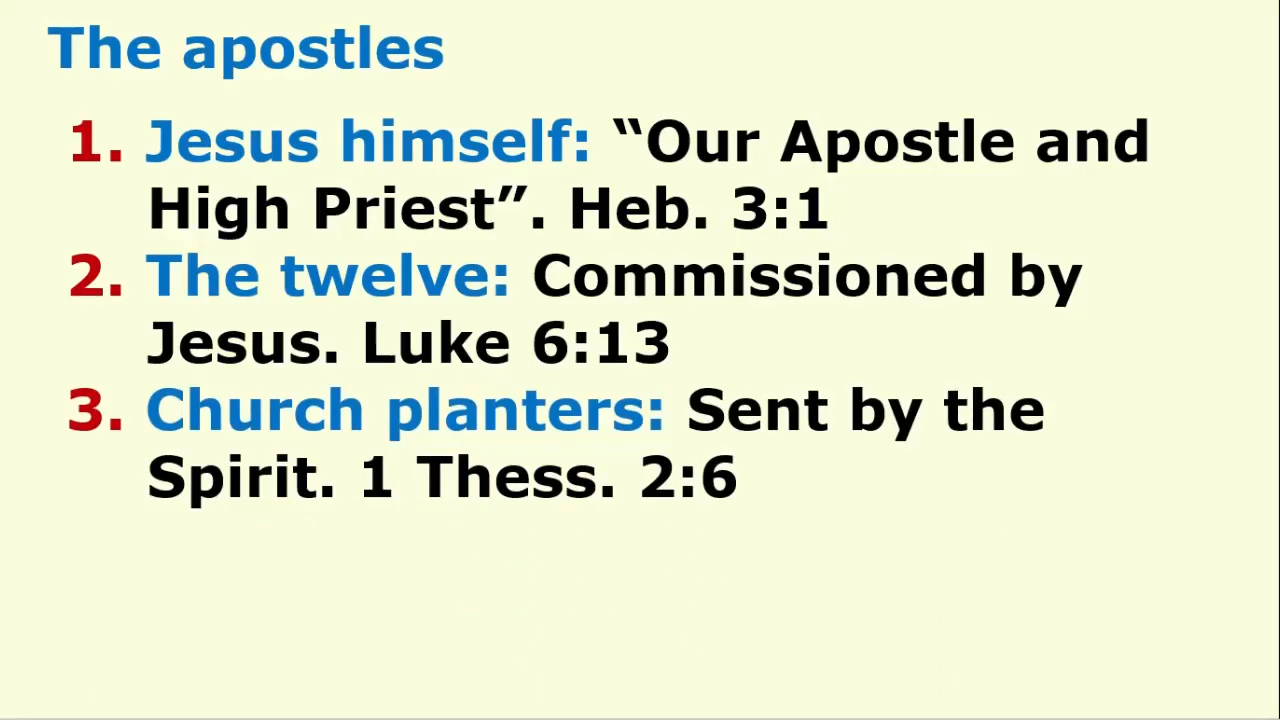 The apostles
1. Jesus himself: “Our Apostle and
High Priest”. Heb. 3:1
2. The twelve: Commissioned by
Jesus. Luke 6:13
3. Church planters: Sent by the
Spirit. 1 Thess. 2:6